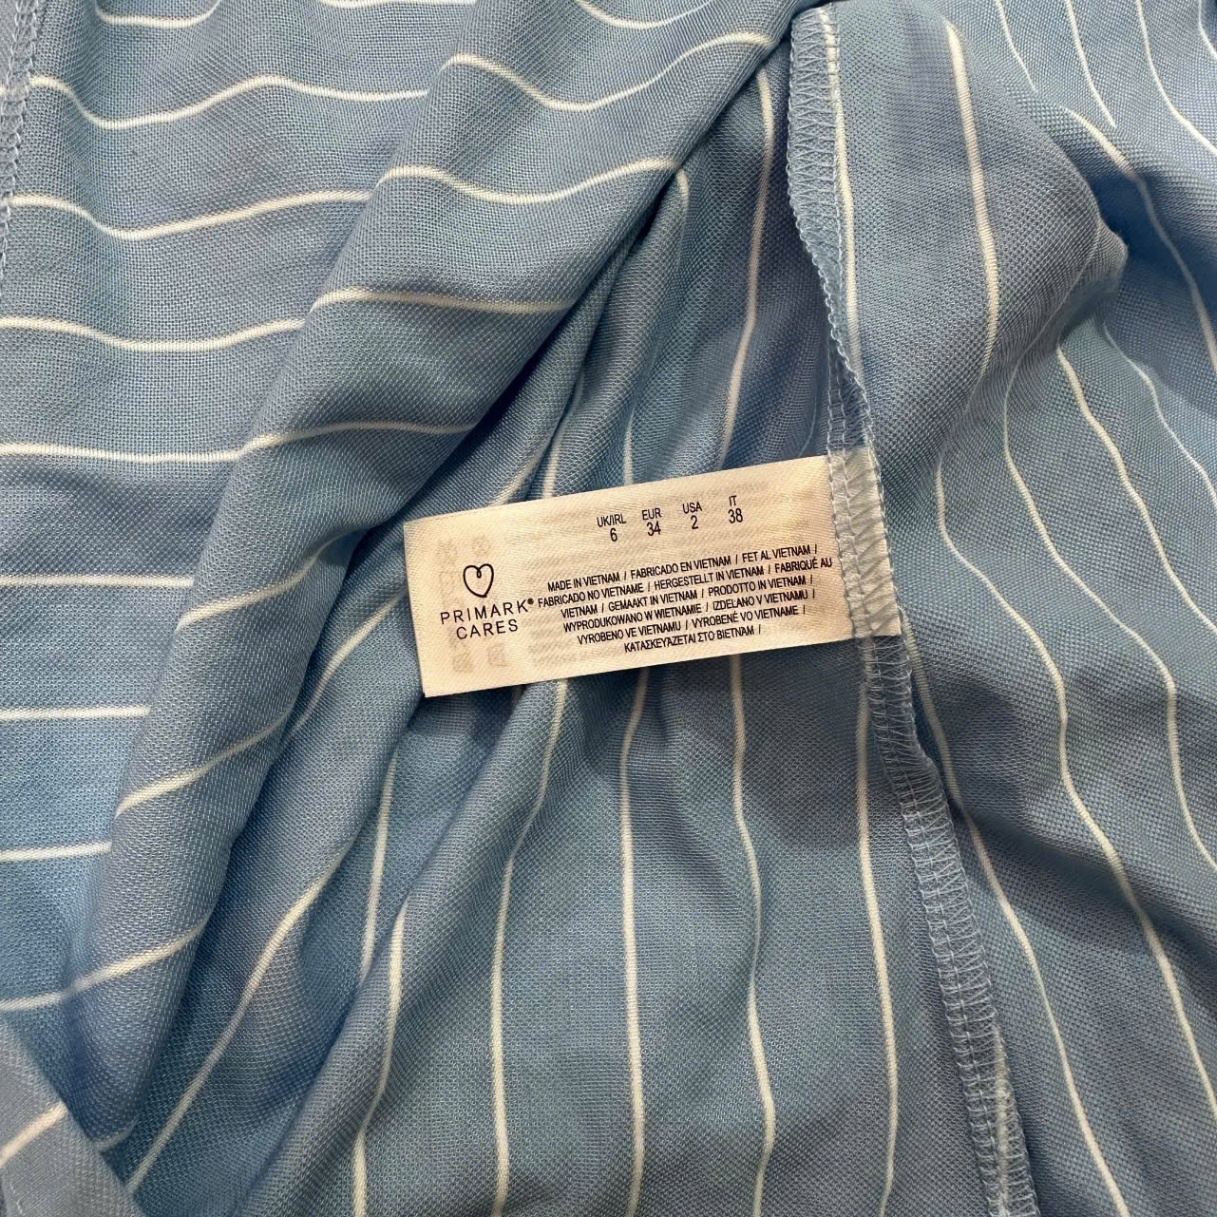 UK/IRL EUR USA IT
6 34 2 38
PRIMARK®
CARES
MADE IN VIETNAM / FABRICADO EN VIETNAM / FET AL VIETNAM /
FABRICADO NO VIETNAME / HERGESTELLT IN VIETNAM / FABRIQUÉ AU
VIETNAM / GEMAAKT IN VIETNAM / PRODOTTO IN VIETNAM /
WYPRODUKOWANO W WIETNAMIE / IZDELANO V VIETNAMU /
VYROBENO VE VIETNAMU / VYROBENÉ VO VIETNAME /
ΚΑΤΑΣΚΕΥΑΖΕΤΑΙ ΣΤΟ ΒΙΕΤΝΑΜ /